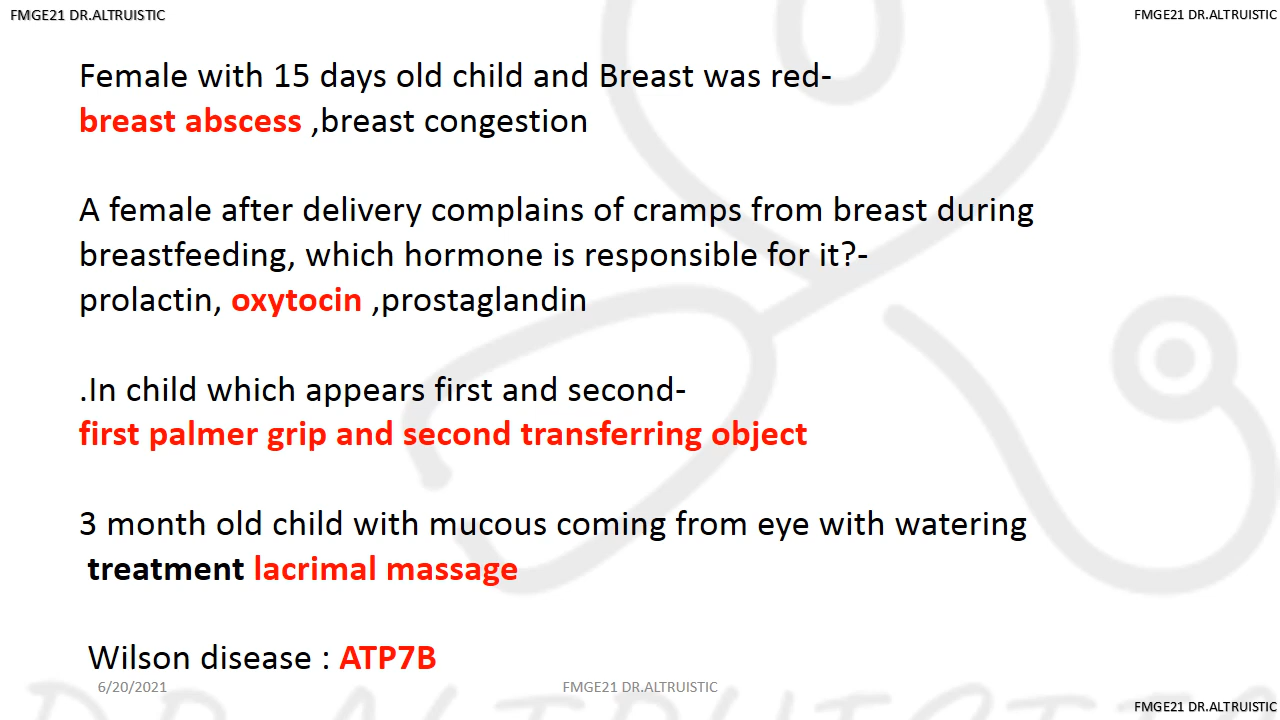 FMGE21 DR.ALTRUISTIC
FMGE21 DR.ALTRUISTIC
Female with 15 days old child and Breast was red-
breast abscess ,breast congestion
A female after delivery complains of cramps from breast during
breastfeeding, which hormone is responsible for it?-
prolactin, oxytocin ,prostaglandin
.In child which appears first and second-
first palmer grip and second transferring object
3 month old child with mucous coming from eye with watering
treatment lacrimal massage
Wilson disease : ATP7B
6/20/2021
FMGE21 DR.ALTRUISTIC
FMGE21 DR.ALTRUISTIC
DR.ALTRUISTIC